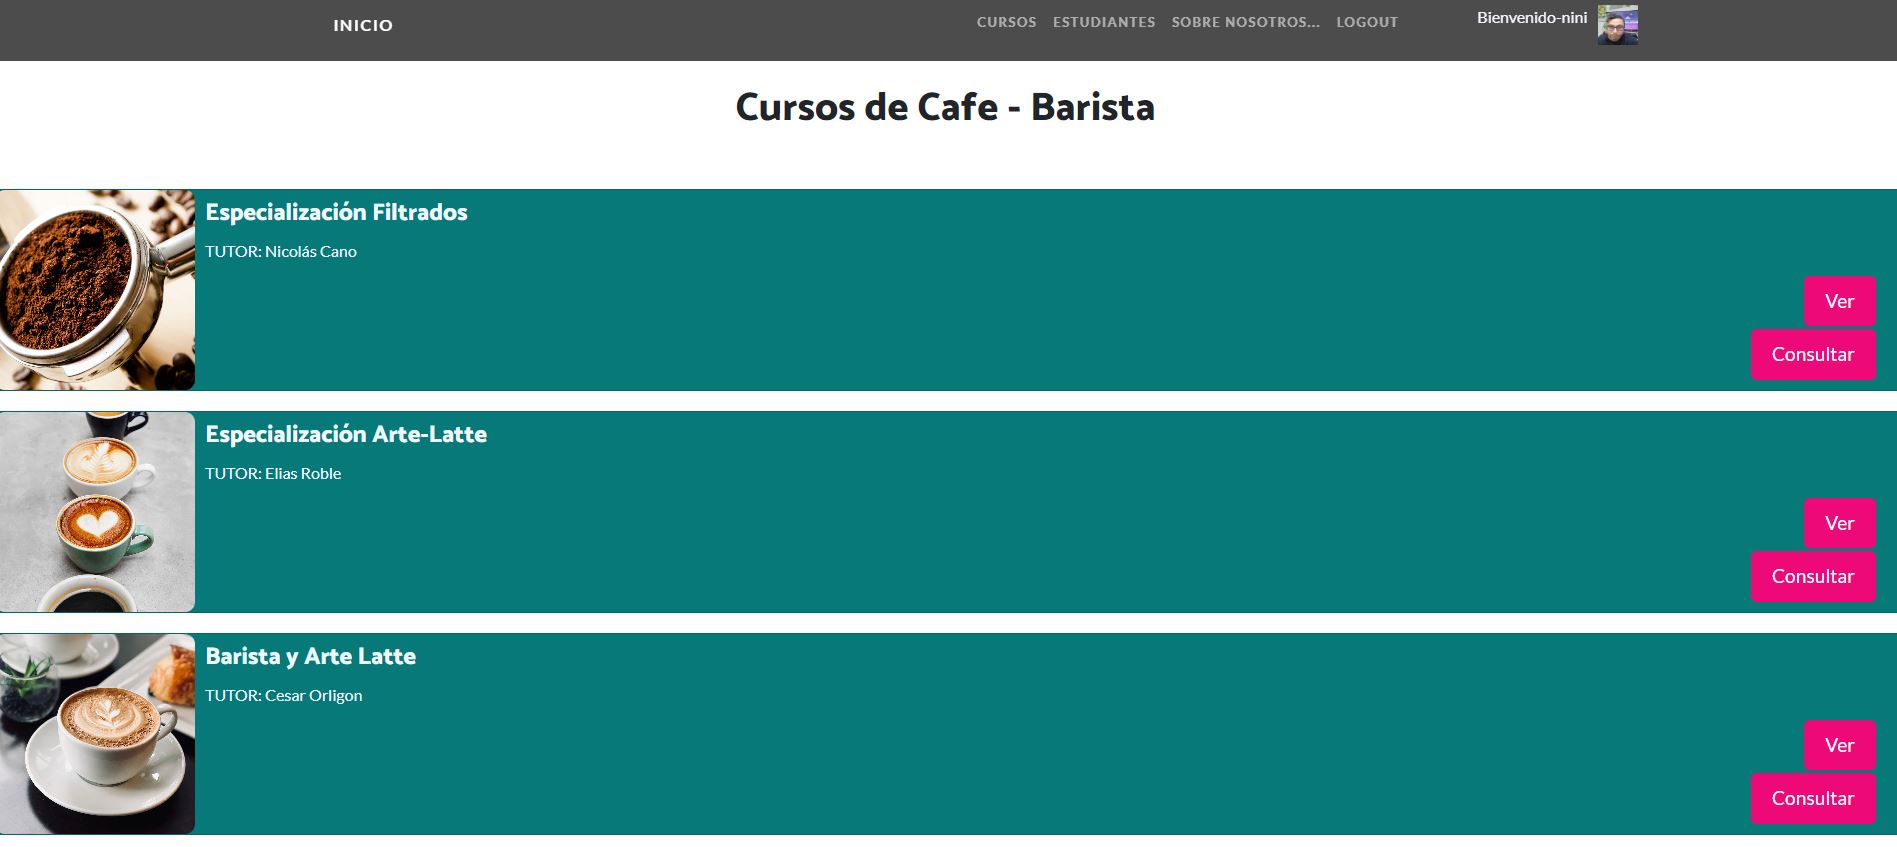 INICIO
CURSOS ESTUDIANTES SOBRE NOSOTROS... LOGOUT
Bienvenido-nini
Cursos de Cafe - Barista
Especialización Filtrados
TUTOR: Nicolás Cano
Ver
Consultar
Especialización Arte-Latte
TUTOR: Elias Roble
Ver
Consultar
Barista y Arte Latte
TUTOR: Cesar Orligon
Ver
Consultar